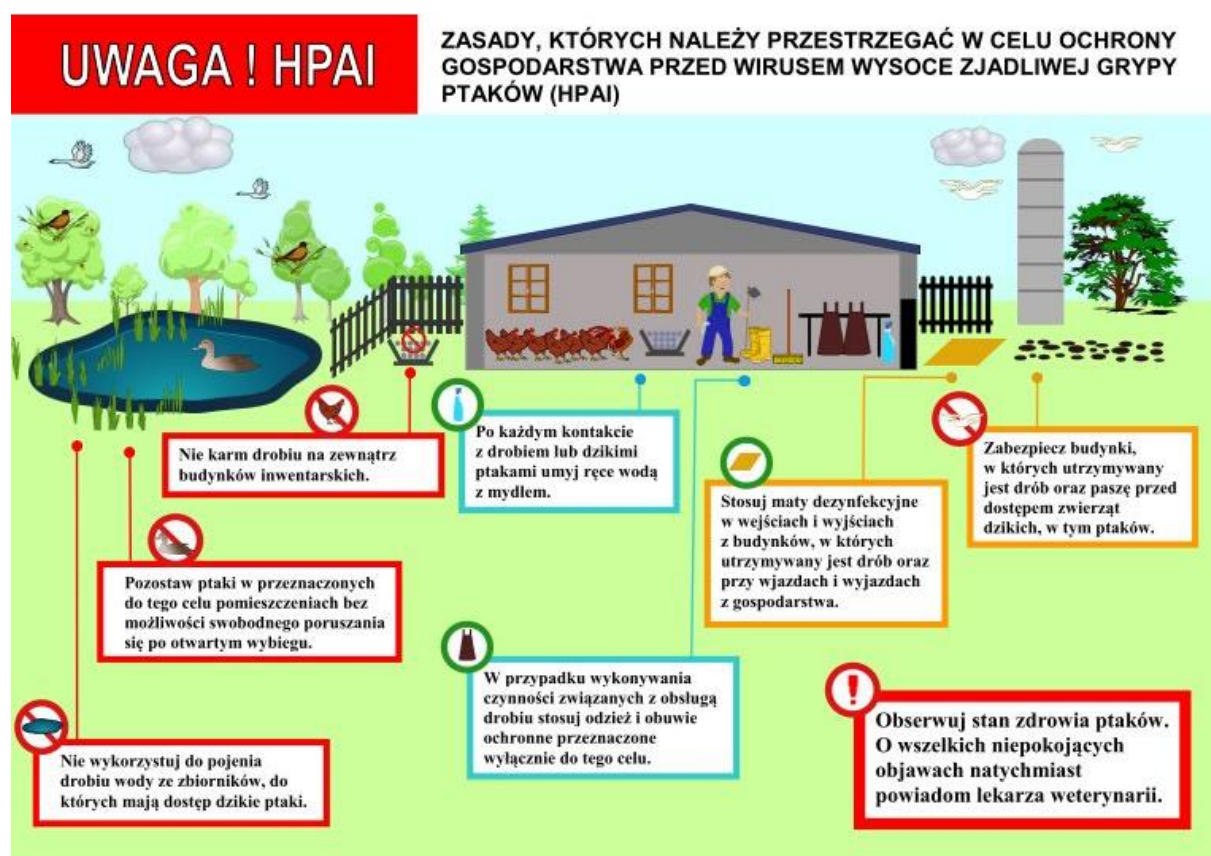 UWAGA ! HPAI
ZASADY, KTÓRYCH NALEŻY PRZESTRZEGAĆ W CELU OCHRONY
GOSPODARSTWA PRZED WIRUSEM WYSOCE ZJADLIWEJ GRYPY
PTAKÓW (HPAI)
Nie karm drobiu na zewnątrz
budynków inwentarskich.
Po każdym kontakcie
z drobiem lub dzikimi
ptakami umyj ręce wodą
z mydłem.
Stosuj maty dezynfekcyjne
w wejściach i wyjściach
z budynków, w których
utrzymywany jest drób oraz
przy wjazdach i wyjazdach
z gospodarstwa.
Zabezpiecz budynki,
w których utrzymywany
jest drób oraz paszę przed
dostępem zwierząt
dzikich, w tym ptaków.
Pozostaw ptaki w przeznaczonych
do tego celu pomieszczeniach bez
możliwości swobodnego poruszania
się po otwartym wybiegu.
W przypadku wykonywania
czynności związanych z obsługą
drobiu stosuj odzież i obuwie
ochronne przeznaczone
wyłącznie do tego celu.
Nie wykorzystuj do pojenia
drobiu wody ze zbiorników, do
których mają dostęp dzikie ptaki.
Obserwuj stan zdrowia ptaków.
O wszelkich niepokojących
objawach natychmiast
powiadom lekarza weterynarii.